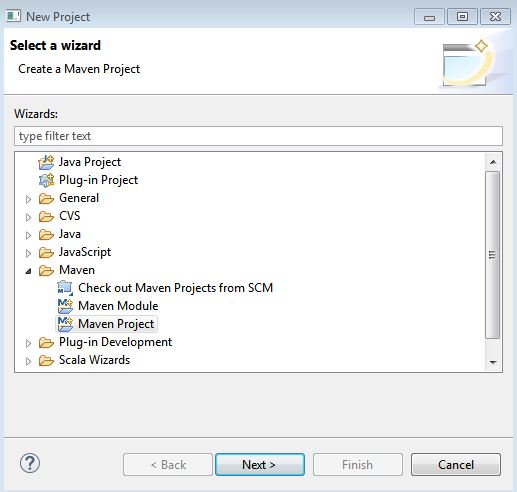 New Project
Select a wizard
Create a Maven Project
Wizards:
type filter text
Java Project
Plug-in Project
General
CVS
Java
JavaScript
Maven
Check out Maven Projects from SCM
Maven Module
Maven Project
Plug-in Development
Scala Wizards
? < Back Next > Finish Cancel